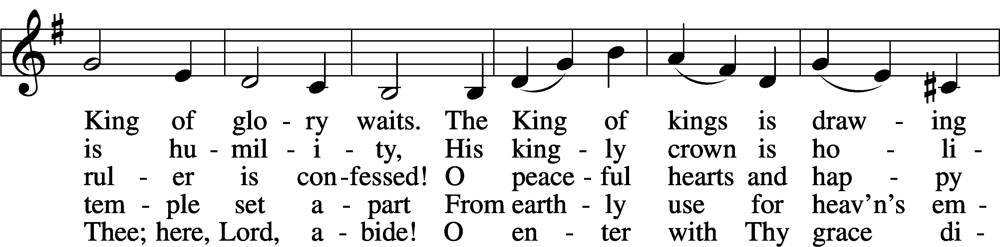 King of glo - ry waits. The King of kings is draw - ing
is hu - mil - i - ty, His king - ly crown is ho - li -
rul - er is con - fessed! O peace - ful hearts and hap - py
tem - ple set a - part From earth - ly use for heav’n’s em -
Thee; here, Lord, a - bide! O en - ter with Thy grace di -